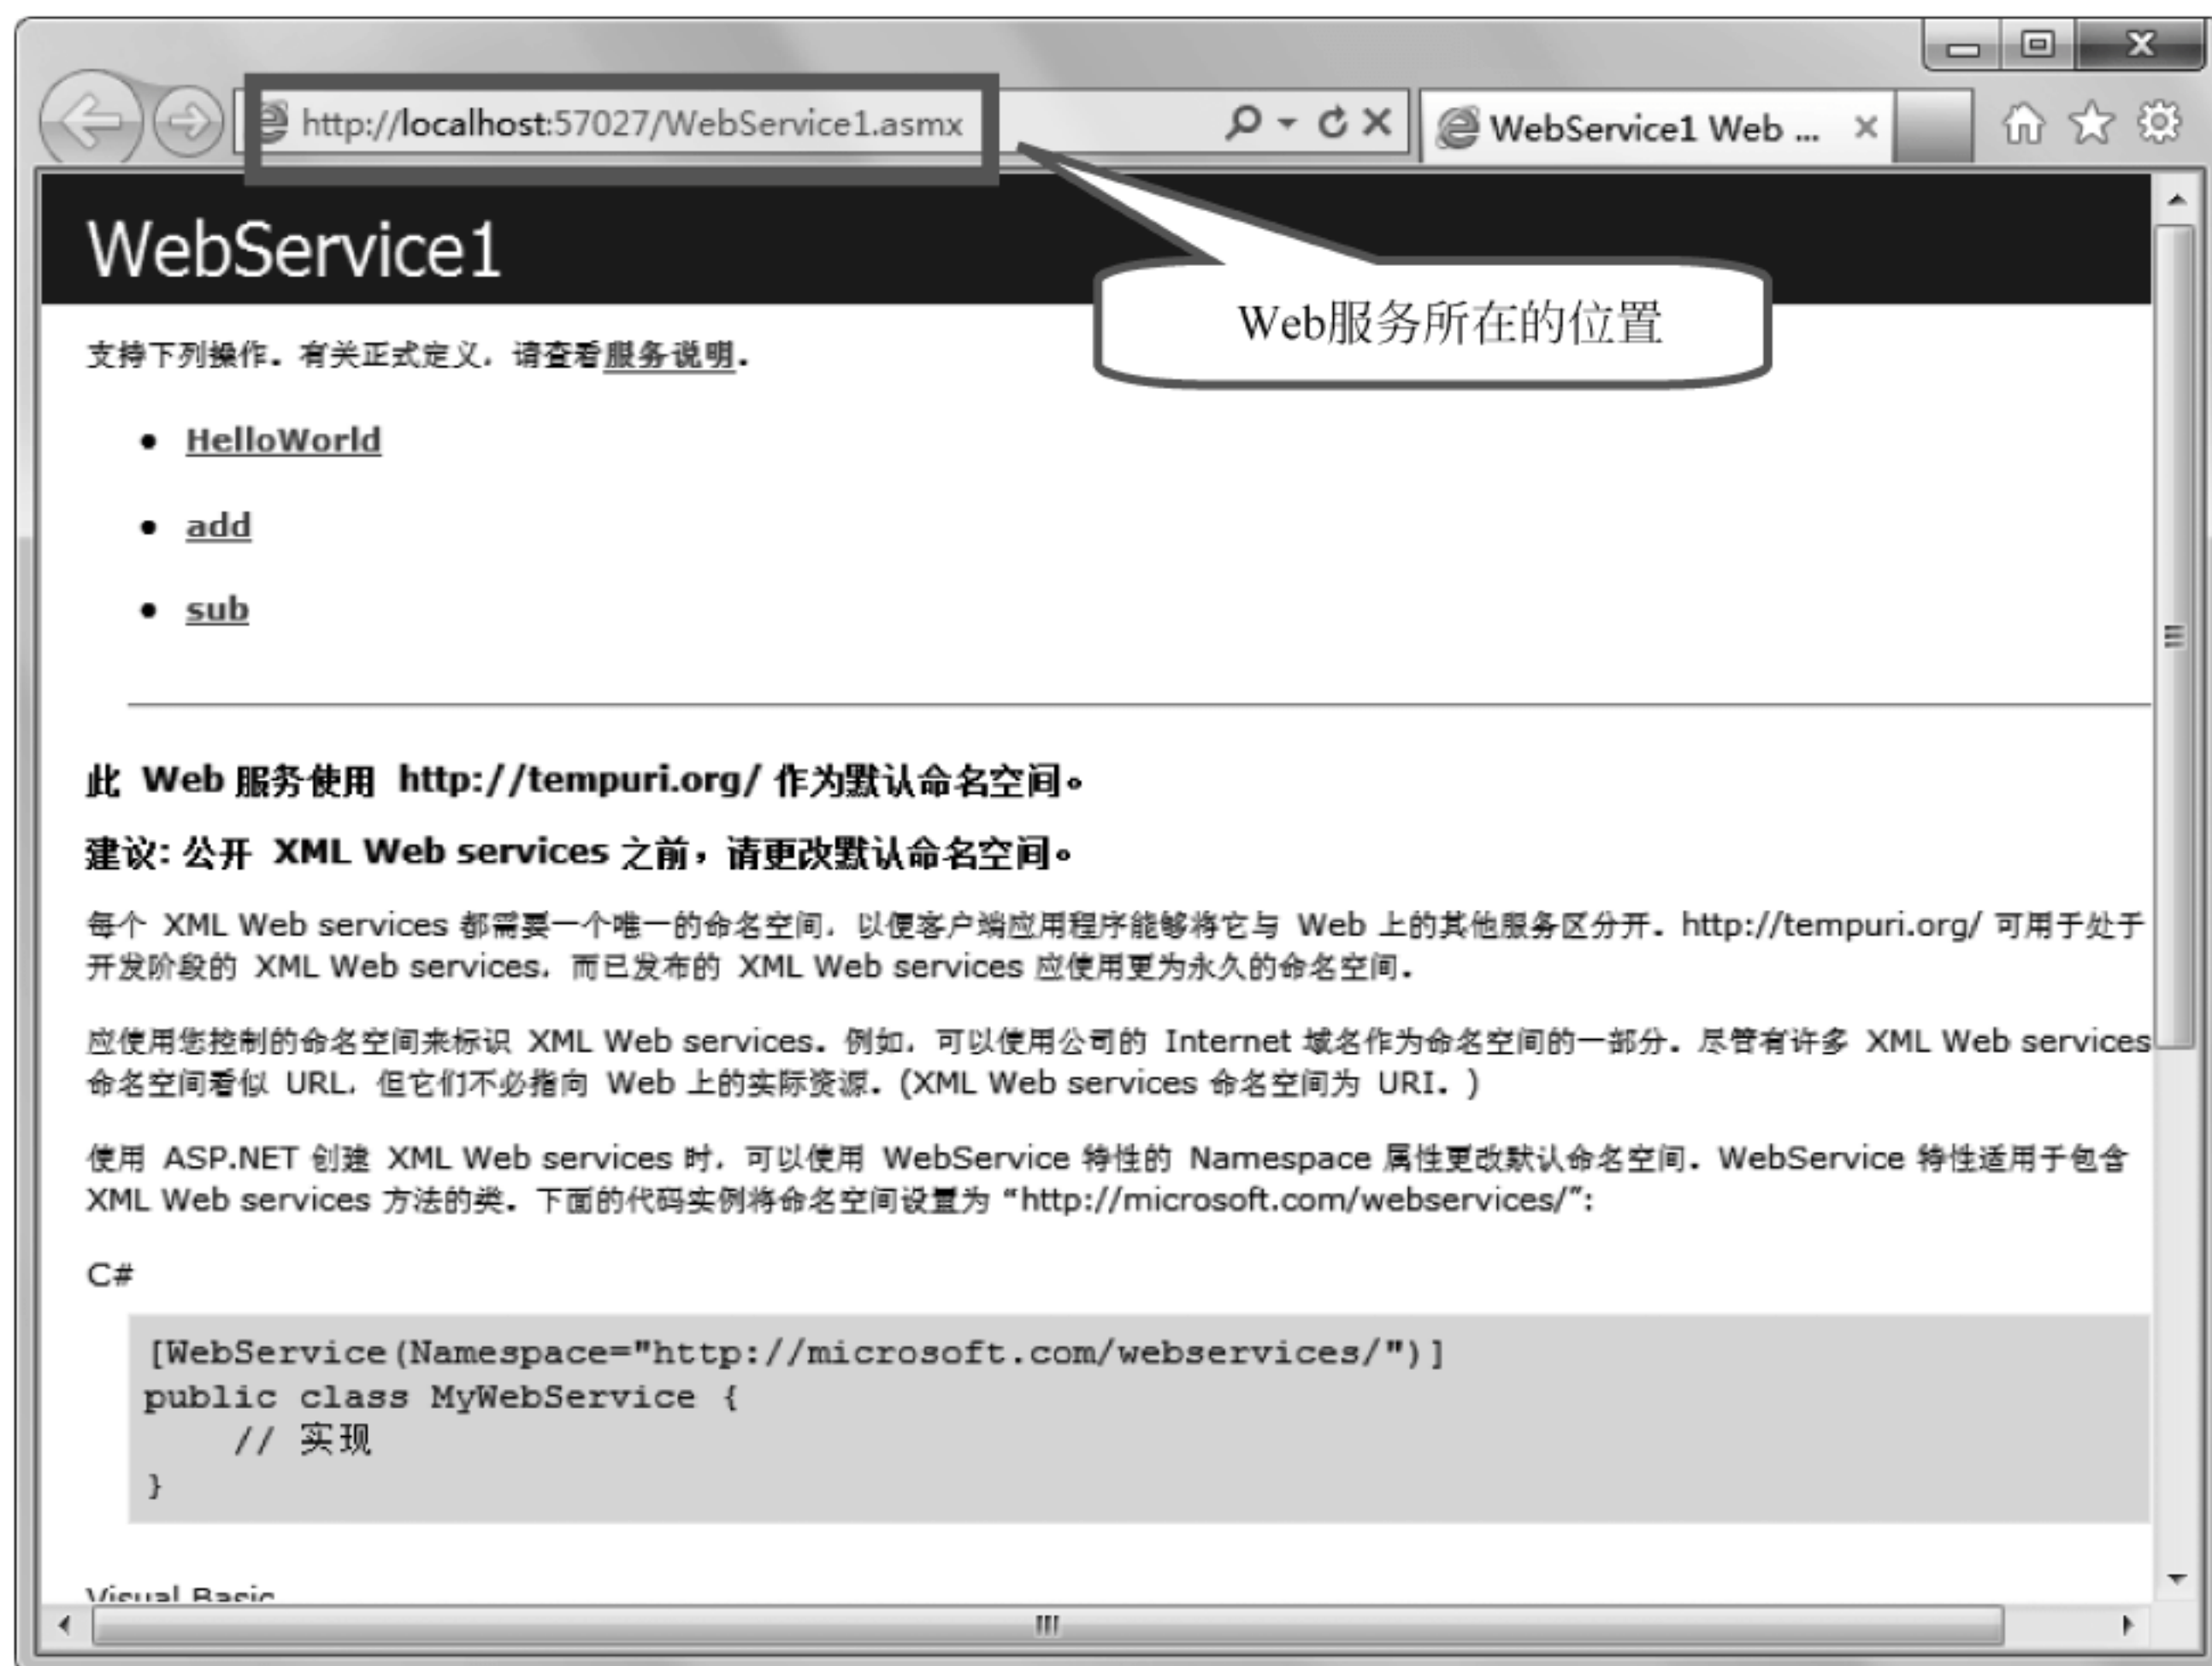 http://localhost:57027/WebService1.asmx
WebService1 Web ...
WebService1
Web服务所在的位置
支持下列操作。有关正式定义，请查看服务说明。
• HelloWorld
• add
• sub
此 Web 服务使用 http://tempuri.org/ 作为默认命名空间。
建议: 公开 XML Web services 之前，请更改默认命名空间。
每个 XML Web services 都需要一个唯一的命名空间，以便客户端应用程序能够将它与 Web 上的其他服务区分开。http://tempuri.org/ 可用于处于
开发阶段的 XML Web services，而已发布的 XML Web services 应使用更为永久的命名空间。
应使用您控制的命名空间来标识 XML Web services。例如，可以使用公司的 Internet 域名作为命名空间的一部分。尽管有许多 XML Web services
命名空间看似 URL，但它们不必指向 Web 上的实际资源。(XML Web services 命名空间为 URI。)
使用 ASP.NET 创建 XML Web services 时，可以使用 WebService 特性的 Namespace 属性更改默认命名空间。WebService 特性适用于包含
XML Web services 方法的类。下面的代码实例将命名空间设置为 “http://microsoft.com/webservices/”:
C#
[WebService(Namespace="http://microsoft.com/webservices/")]
public class MyWebService {
    // 实现
}
Visual Basic